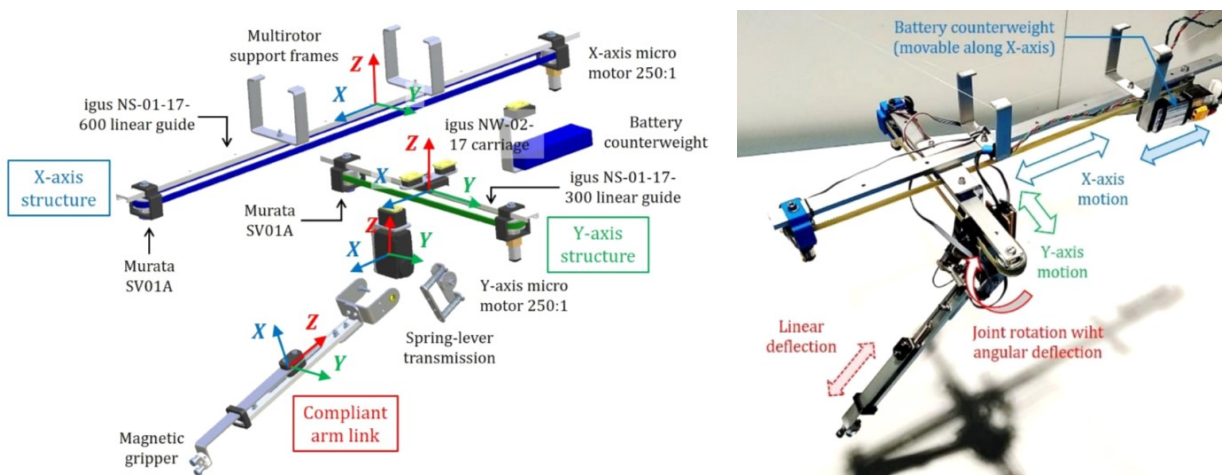 Multirotor
support frames
X-axis micro
motor 250:1
igus NS-01-17-
600 linear guide
Z
X
Y
igus NW-02-
17 carriage
Battery
counterweight
X-axis
structure
Z
X
Y
igus NS-01-17-
300 linear guide
Murata
SV01A
Murata
SV01A
Z
X
Y
Y-axis
structure
Y-axis micro
motor 250:1
Spring-lever
transmission
X
Z
Y
Compliant
arm link
Magnetic
gripper
Battery counterweight
(movable along X-axis)
X-axis
motion
Y-axis
motion
Linear
deflection
Joint rotation wiht
angular deflection